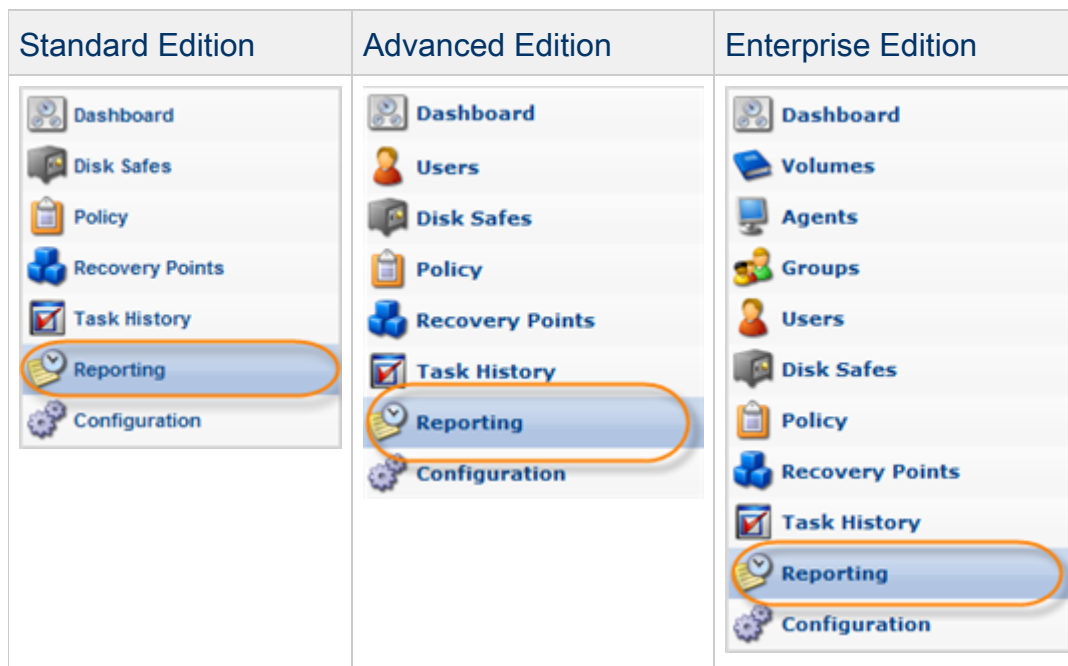 Standard Edition
Dashboard
Disk Safes
Policy
Recovery Points
Task History
Reporting
Configuration
Advanced Edition
Dashboard
Users
Disk Safes
Policy
Recovery Points
Task History
Reporting
Configuration
Enterprise Edition
Dashboard
Volumes
Agents
Groups
Users
Disk Safes
Policy
Recovery Points
Task History
Reporting
Configuration